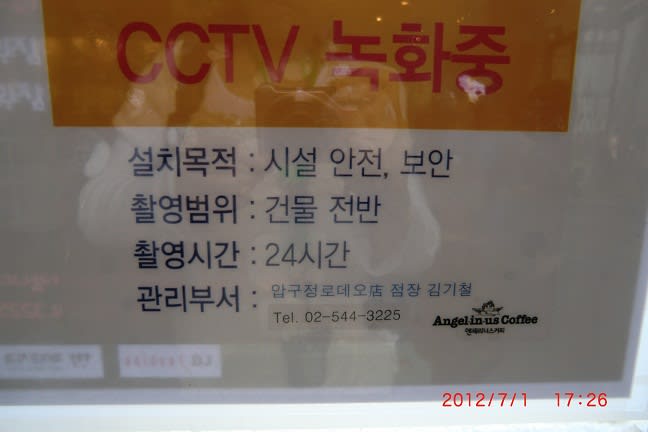 CCTV 녹화중
설치목적 : 시설 안전, 보안
촬영범위 : 건물 전반
촬영시간 : 24시간
관리부서 : 압구정로데오店 점장 김기철
Tel. 02-544-3225
Angel-in-us Coffee
엔제리너스커피
2012/7/1 17:26